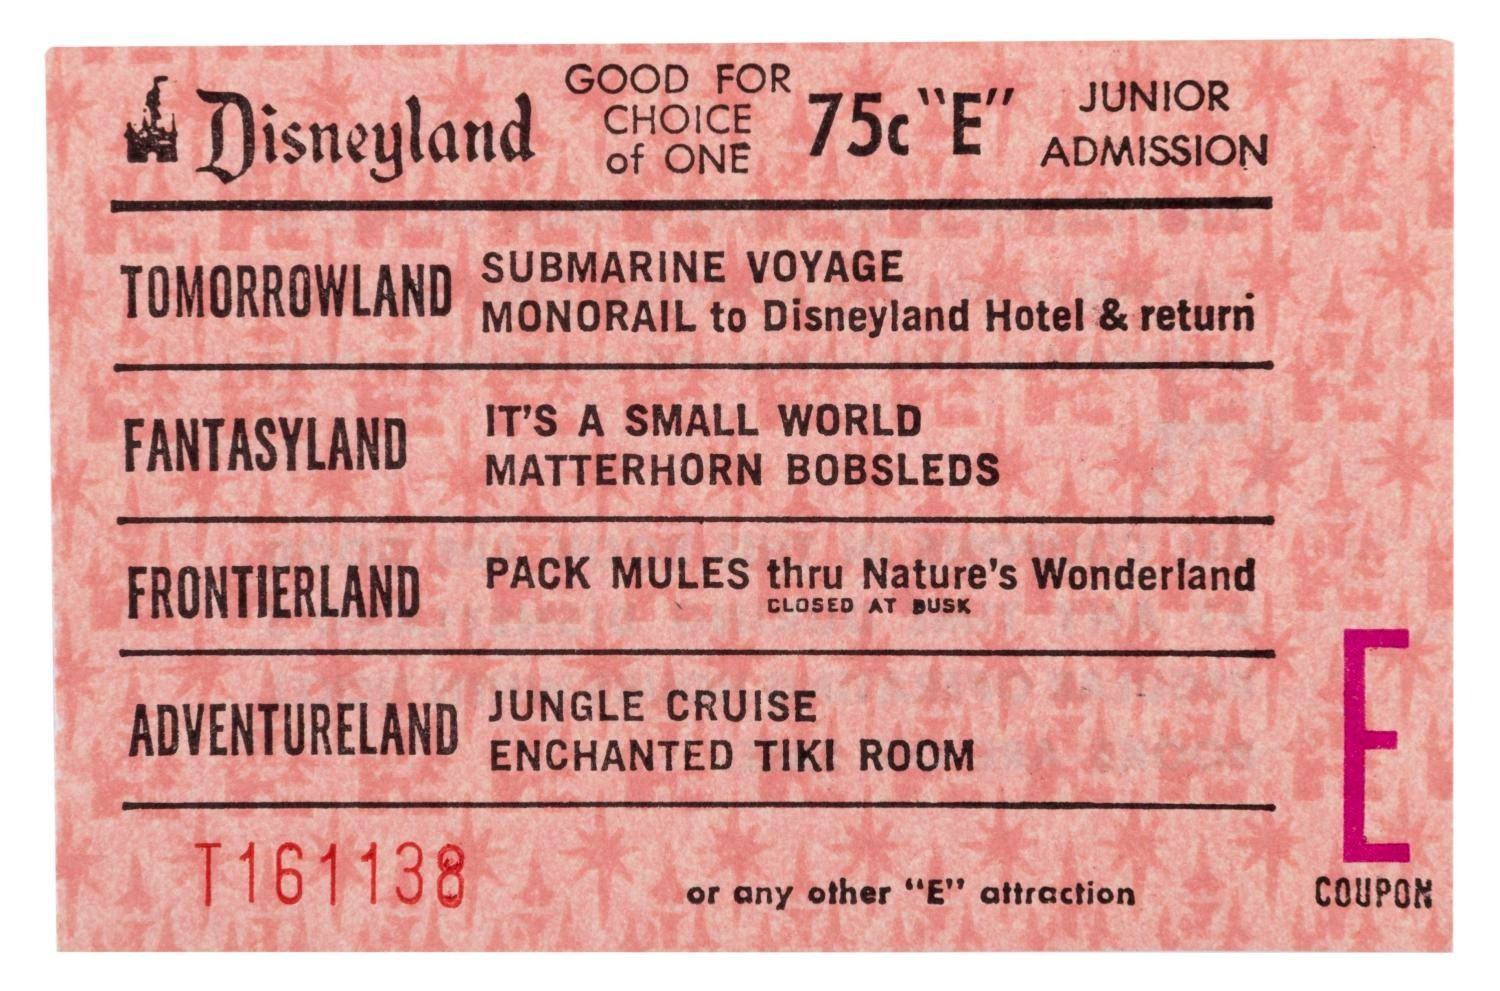 Disneyland
GOOD FOR
CHOICE
of ONE
75c "E"
JUNIOR
ADMISSION
TOMORROWLAND
SUBMARINE VOYAGE
MONORAIL to Disneyland Hotel & return
FANTASYLAND
IT'S A SMALL WORLD
MATTERHORN BOBSLEDS
FRONTIERLAND
PACK MULES thru Nature's Wonderland
CLOSED AT DUSK
ADVENTURELAND
JUNGLE CRUISE
ENCHANTED TIKI ROOM
T161138
or any other "E" attraction
E
COUPON